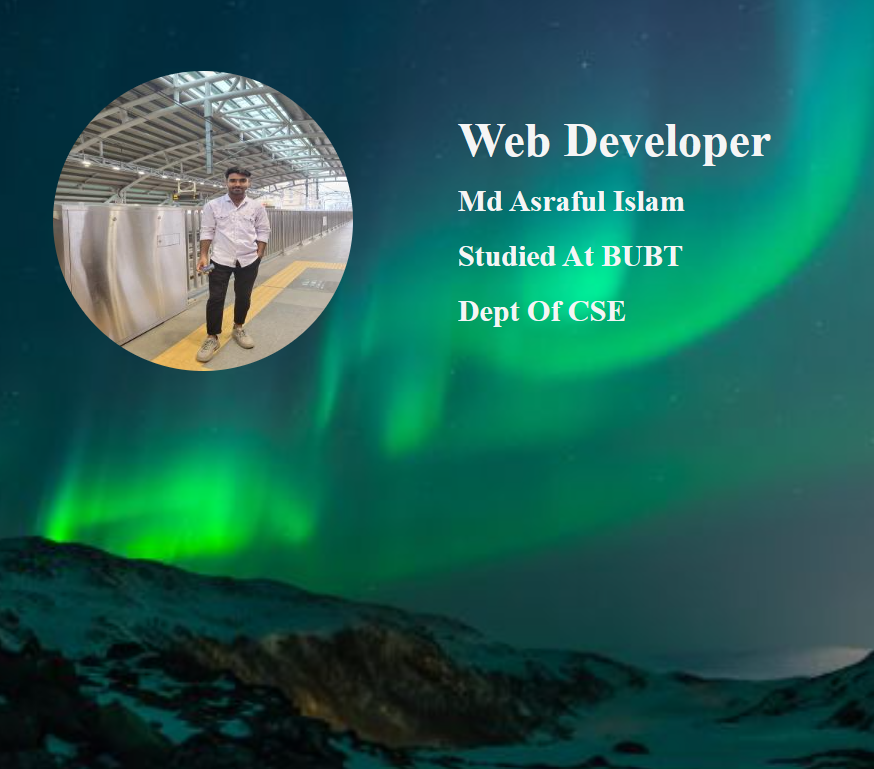 Web Developer
Md Asraful Islam
Studied At BUBT
Dept Of CSE